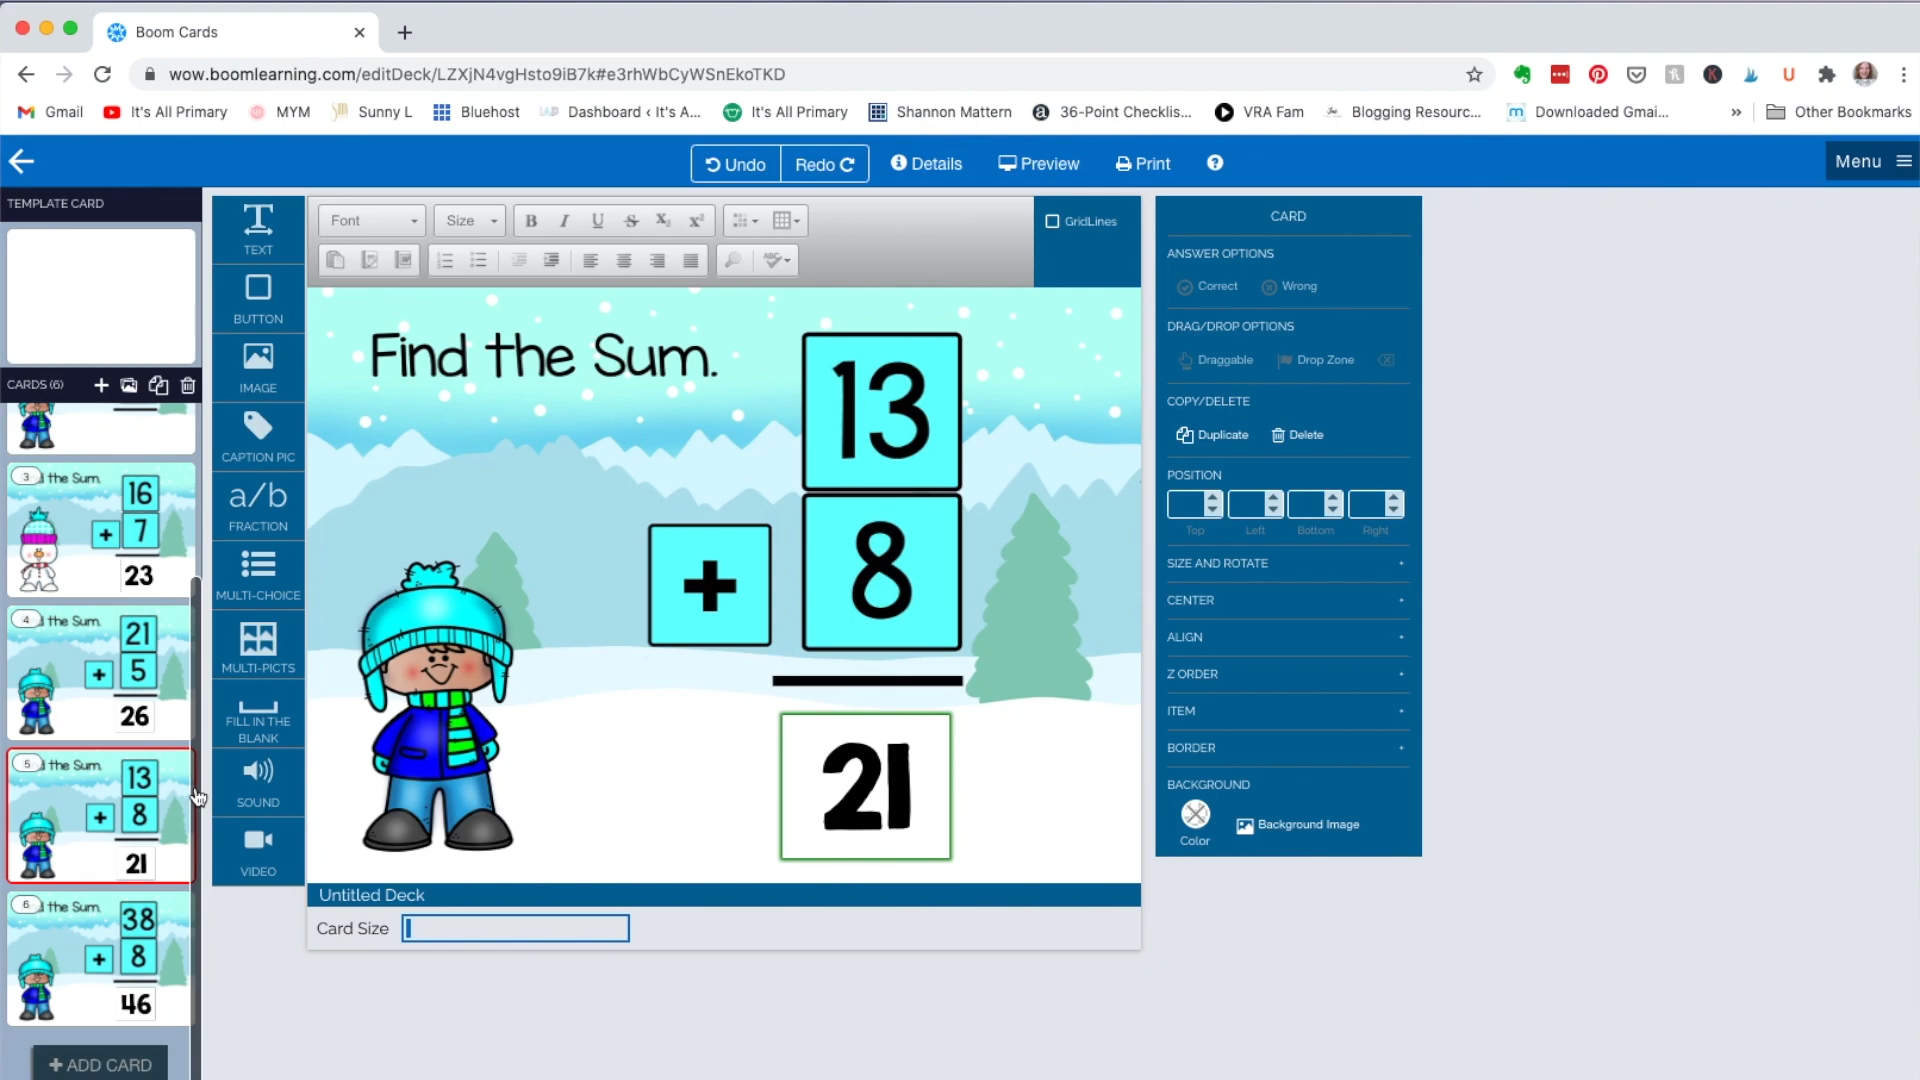 Boom Cards
wow.boomlearning.com/editDeck/LZXjN4vgHsto9iB7k#e3rhWbCyWSnEkoTKD
Gmail
It's All Primary
MYM
Sunny L
Bluehost
Dashboard ‹ It's A...
It's All Primary
Shannon Mattern
36-Point Checklis...
VRA Fam
Blogging Resourc...
Downloaded Gmai...
»
Other Bookmarks
Undo
Redo
Details
Preview
Print
Menu
TEMPLATE CARD
CARDS (6)
3 d the Sum.
16
+ 7
23
4 d the Sum.
21
+ 5
26
5 d the Sum.
13
+ 8
21
6 d the Sum.
38
+ 8
46
+ ADD CARD
TEXT
BUTTON
IMAGE
CAPTION PIC
a/b
FRACTION
MULTI-CHOICE
MULTI-PICTS
FILL IN THE
BLANK
SOUND
VIDEO
Font
Size
B I U S X₂ x²
ABC
GridLines
Find the Sum.
13
+ 8
21
Untitled Deck
Card Size
CARD
ANSWER OPTIONS
Correct
Wrong
DRAG/DROP OPTIONS
Draggable
Drop Zone
COPY/DELETE
Duplicate
Delete
POSITION
Top
Left
Bottom
Right
SIZE AND ROTATE
CENTER
ALIGN
Z ORDER
ITEM
BORDER
BACKGROUND
Color
Background Image